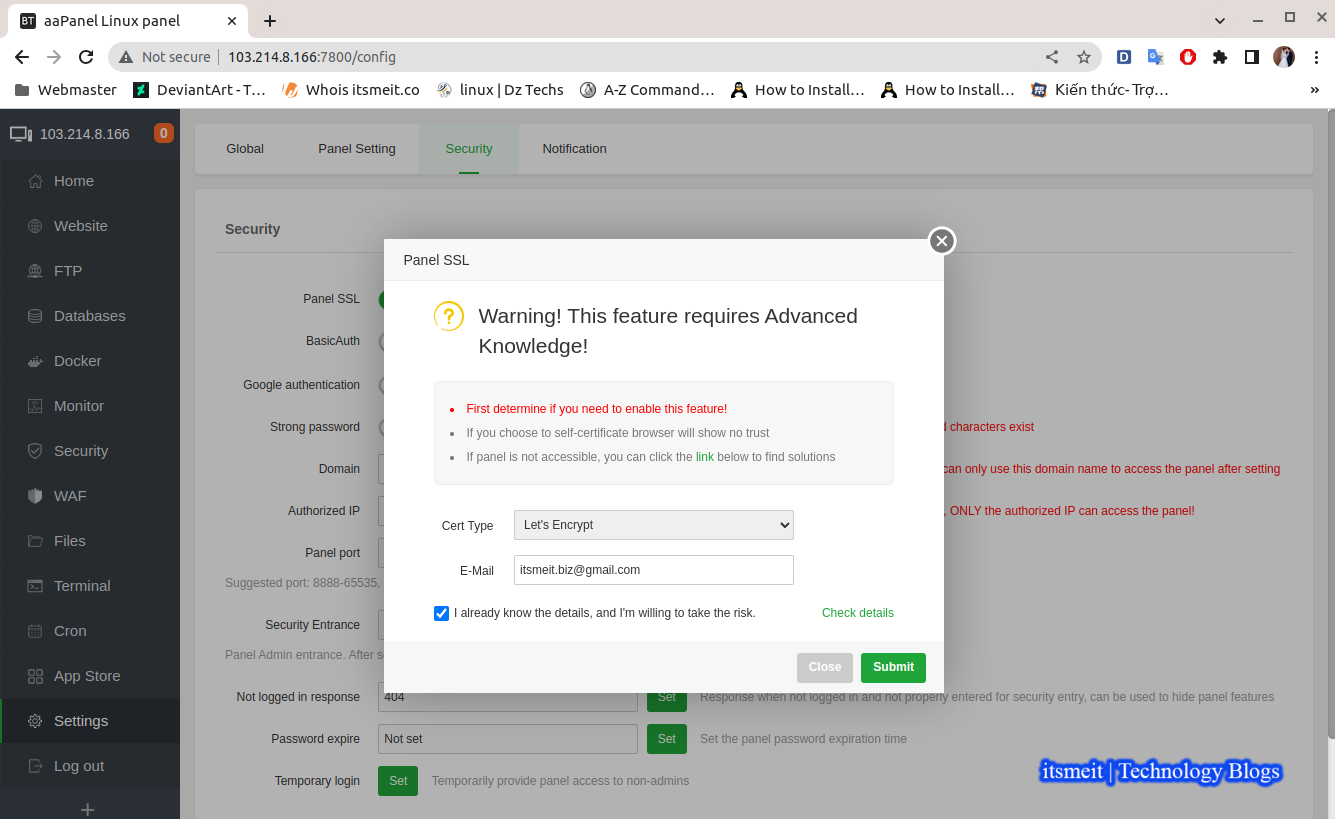 BT aaPanel Linux panel
Not secure 103.214.8.166:7800/config
Webmaster DeviantArt - T… Whois itsmeit.co linux | Dz Techs A-Z Command… How to Install… How to Install… Kiến thức- Trợ… »
103.214.8.166 0
Home
Website
FTP
Databases
Docker
Monitor
Security
WAF
Files
Terminal
Cron
App Store
Settings
Log out
Global Panel Setting Security Notification
Security
Panel SSL
BasicAuth
Google authentication
Strong password characters exist
Domain can only use this domain name to access the panel after setting
Authorized IP , ONLY the authorized IP can access the panel!
Panel port
Suggested port: 8888-65535,
Security Entrance
Panel Admin entrance. After
Not logged in response 404 Set Response when not logged in and not properly entered for security entry, can be used to hide panel features
Password expire Not set Set Set the panel password expiration time
Temporary login Set Temporarily provide panel access to non-admins
Panel SSL
Warning! This feature requires Advanced
Knowledge!
First determine if you need to enable this feature!
If you choose to self-certificate browser will show no trust
If panel is not accessible, you can click the link below to find solutions
Cert Type Let's Encrypt
E-Mail itsmeit.biz@gmail.com
I already know the details, and I'm willing to take the risk. Check details
Close Submit
itsmeit | Technology Blogs